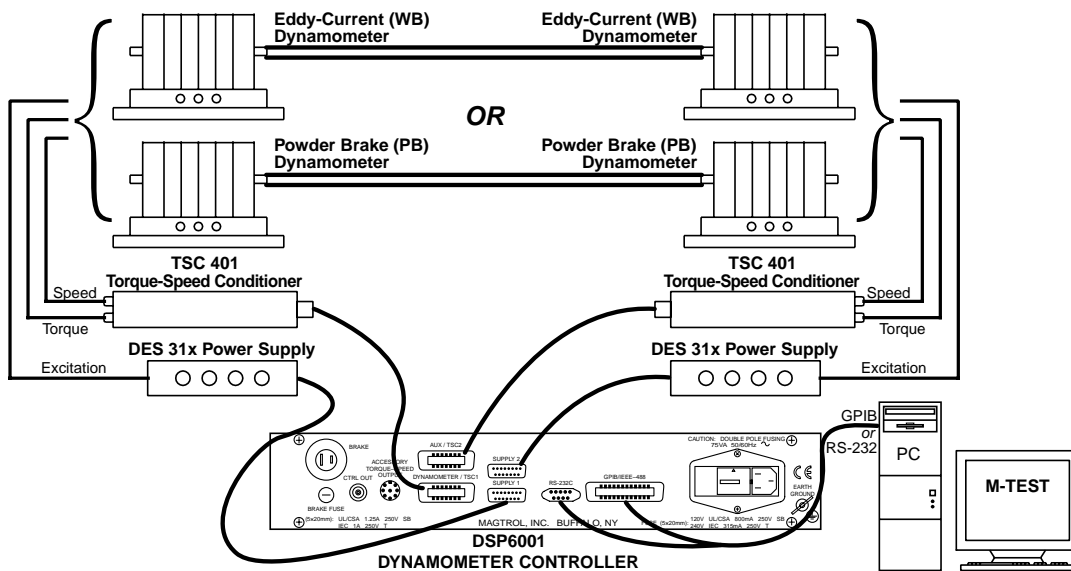 Eddy-Current (WB)
Dynamometer
Eddy-Current (WB)
Dynamometer
OR
Powder Brake (PB)
Dynamometer
Powder Brake (PB)
Dynamometer
TSC 401
Torque-Speed Conditioner
TSC 401
Torque-Speed Conditioner
Speed
Torque
Speed
Torque
DES 31x Power Supply
DES 31x Power Supply
Excitation
Excitation
GPIB
or
RS-232
PC
M-TEST
BRAKE
CTRL OUT
BRAKE FUSE
ACCESSORY
TORQUE-SPEED
OUTPUT
AUX / TSC2
DYNAMOMETER / TSC1
SUPPLY 2
SUPPLY 1
RS-232C
GPIB/IEEE-488
CAUTION: DOUBLE POLE FUSING
75VA 50/60Hz
CE
EARTH
GROUND
(5x20mm): UL/CSA 1.25A 250V SB
IEC 1A 250V T
MAGTROL, INC. BUFFALO, NY
(5x20mm): 120V UL/CSA 800mA 250V SB
240V IEC 315mA 250V T
DSP6001
DYNAMOMETER CONTROLLER